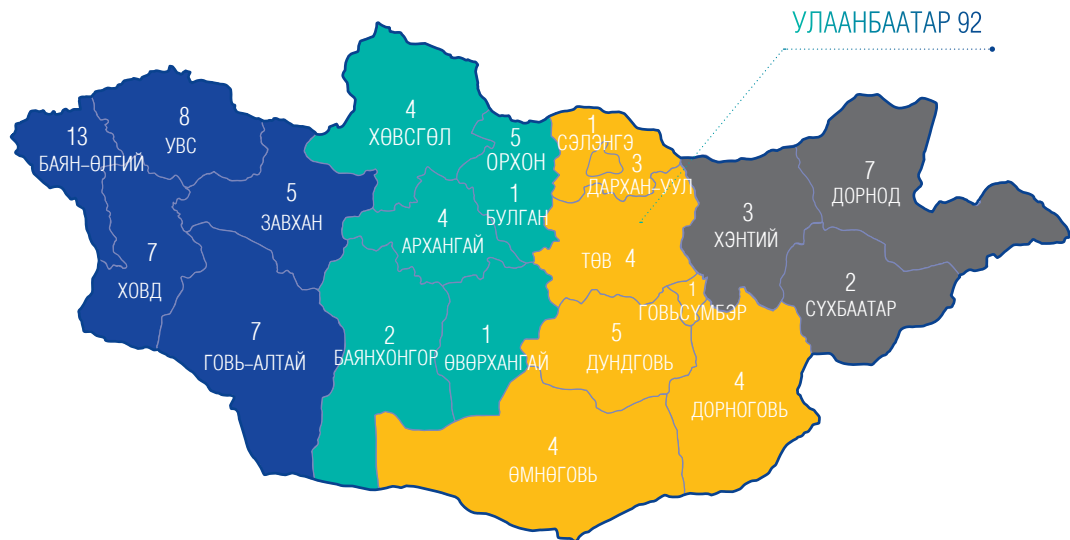 УЛААНБААТАР 92
13
БАЯН-ӨЛГИЙ
8
УВС
5
ЗАВХАН
7
ХОВД
7
ГОВЬ-АЛТАЙ
4
ХӨВСГӨЛ
5
ОРХОН
1
БУЛГАН
4
АРХАНГАЙ
2
БАЯНХОНГОР
1
ӨВӨРХАНГАЙ
1
СЭЛЭНГЭ
3
ДАРХАН-УУЛ
ТӨВ 4
1
ГОВЬСҮМБЭР
5
ДУНДГОВЬ
4
ДОРНОГОВЬ
4
ӨМНӨГОВЬ
3
ХЭНТИЙ
7
ДОРНОД
2
СҮХБААТАР